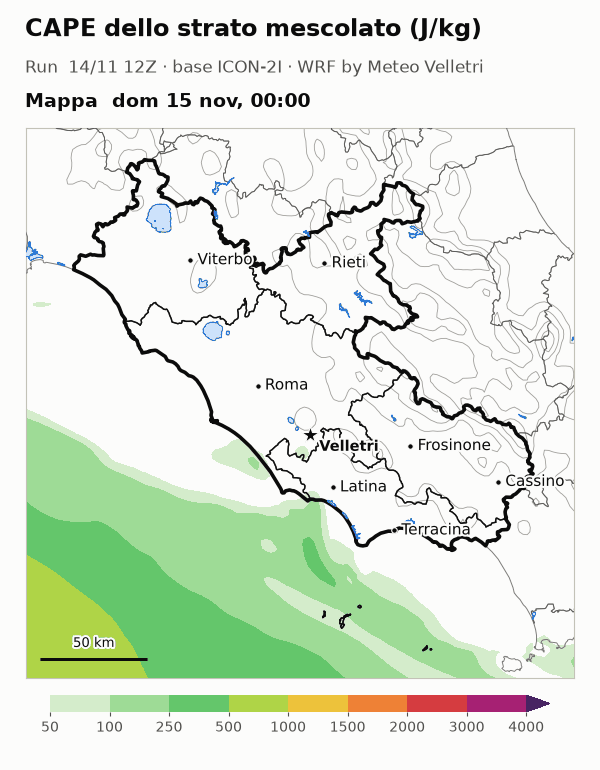 CAPE dello strato mescolato (J/kg)
Run 14/11 12Z · base ICON-2I · WRF by Meteo Velletri
Mappa dom 15 nov, 00:00
Viterbo
Rieti
Roma
Velletri
Frosinone
Cassino
Latina
Terracina
50 km
50 100 250 500 1000 1500 2000 3000 4000